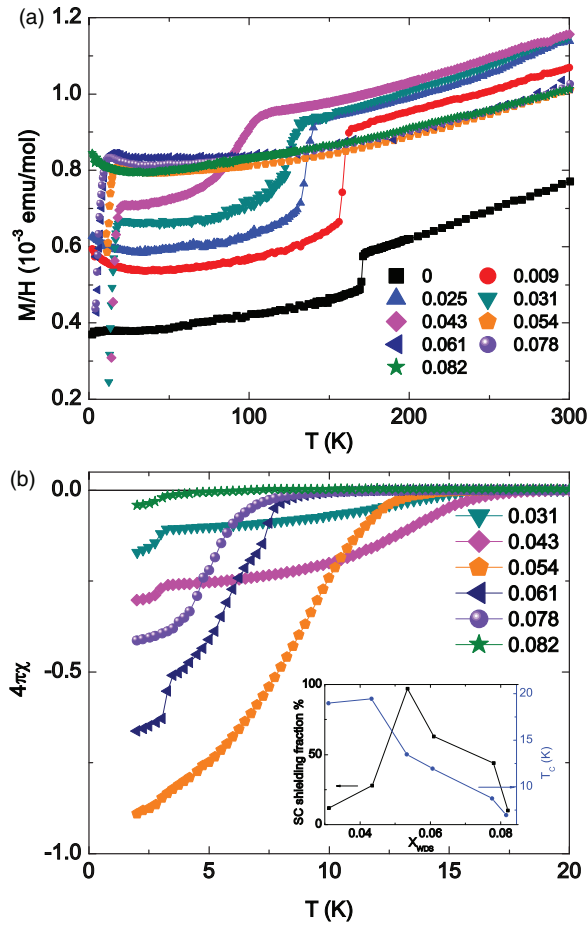 (a)
1.2
1.0
0.8
0.6
0.4
0.2
M/H (10⁻³ emu/mol)
0 0.009
0.025 0.031
0.043 0.054
0.061 0.078
0.082
0 50 100 150 200 250 300
T (K)
(b)
0.0
-0.5
-1.0
4πχ
0.031
0.043
0.054
0.061
0.078
0.082
100
50
0
SC shielding fraction %
20
15
10
T_C (K)
0.04 0.06 0.08
X_WDS
0 5 10 15 20
T (K)